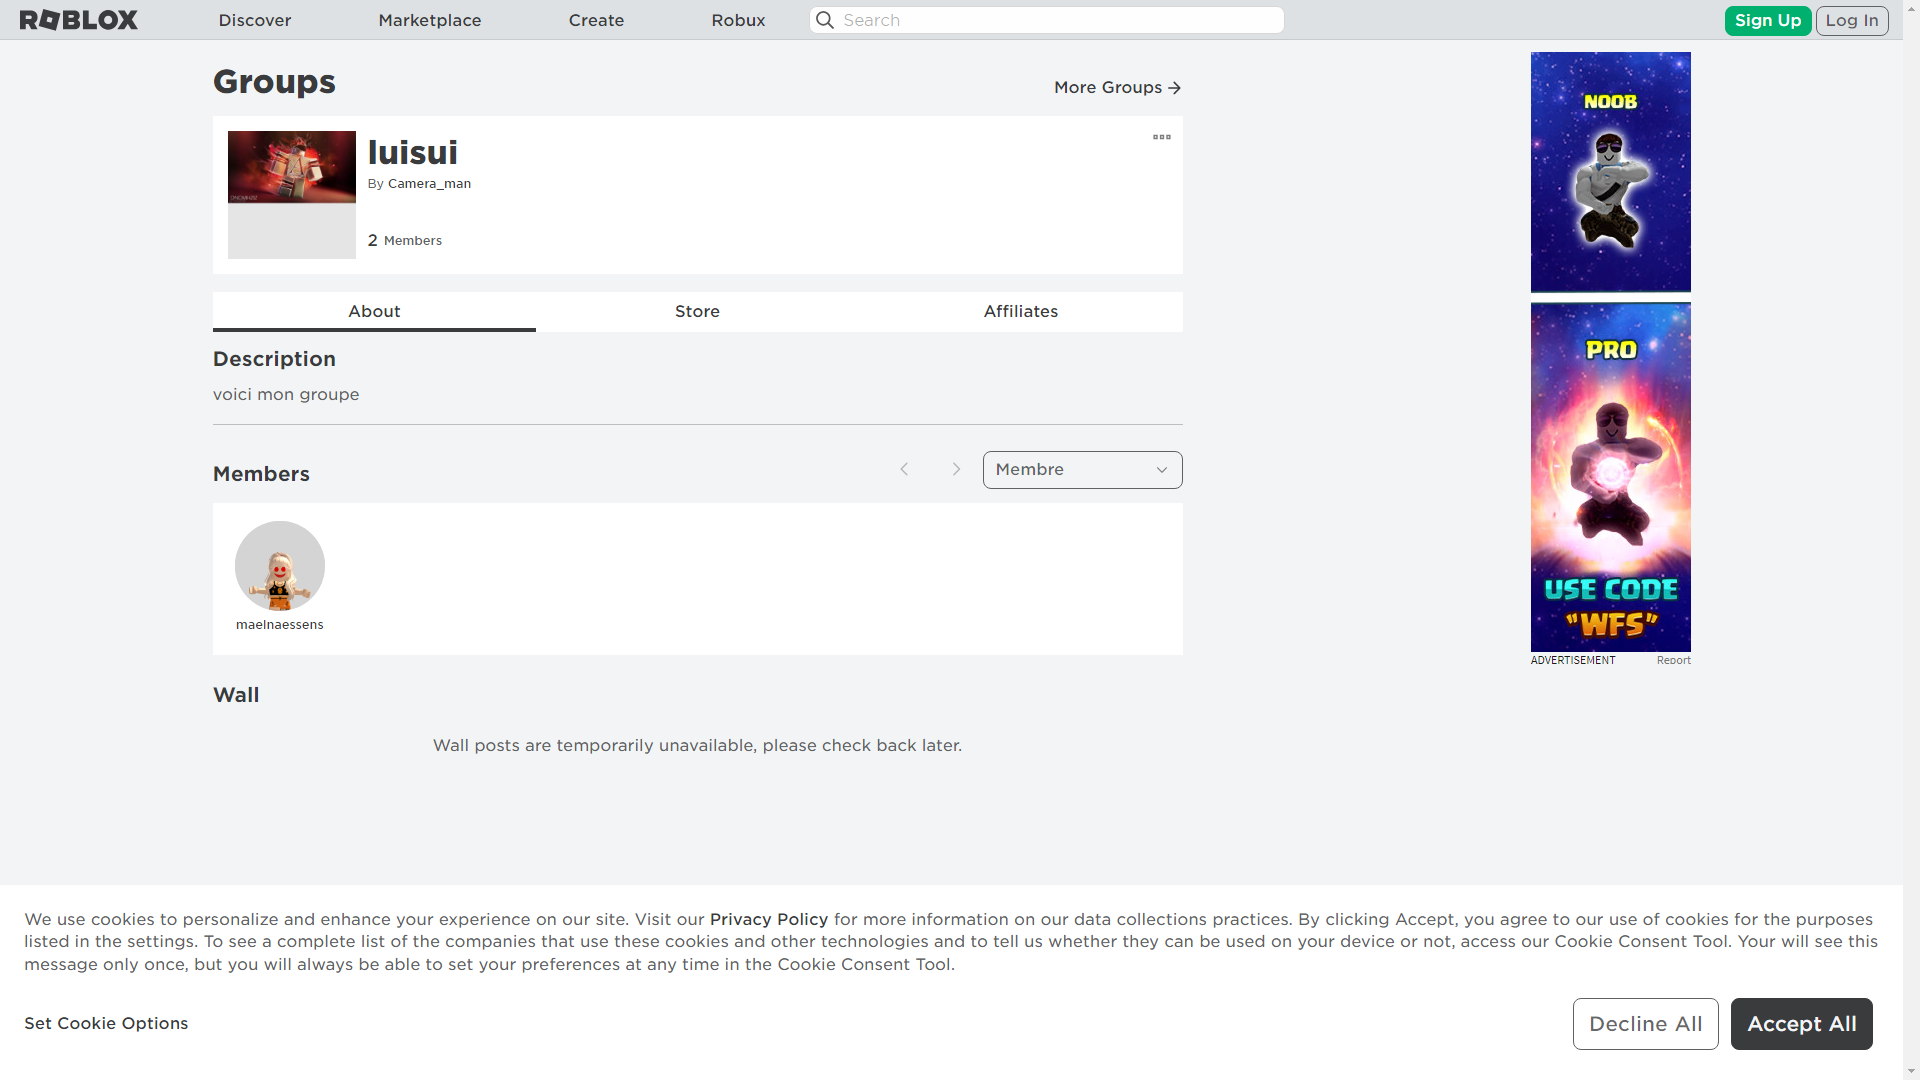 ROBLOX
Discover
Marketplace
Create
Robux
Search
Sign Up
Log In
Groups
More Groups
luisui
By Camera_man
2 Members
About
Store
Affiliates
Description
voici mon groupe
Members
Membre
maelnaessens
Wall
Wall posts are temporarily unavailable, please check back later.
NOOB
PRO
USE CODE
"WFS"
ADVERTISEMENT
Report
We use cookies to personalize and enhance your experience on our site. Visit our Privacy Policy for more information on our data collections practices. By clicking Accept, you agree to our use of cookies for the purposes
listed in the settings. To see a complete list of the companies that use these cookies and other technologies and to tell us whether they can be used on your device or not, access our Cookie Consent Tool. Your will see this
message only once, but you will always be able to set your preferences at any time in the Cookie Consent Tool.
Set Cookie Options
Decline All
Accept All